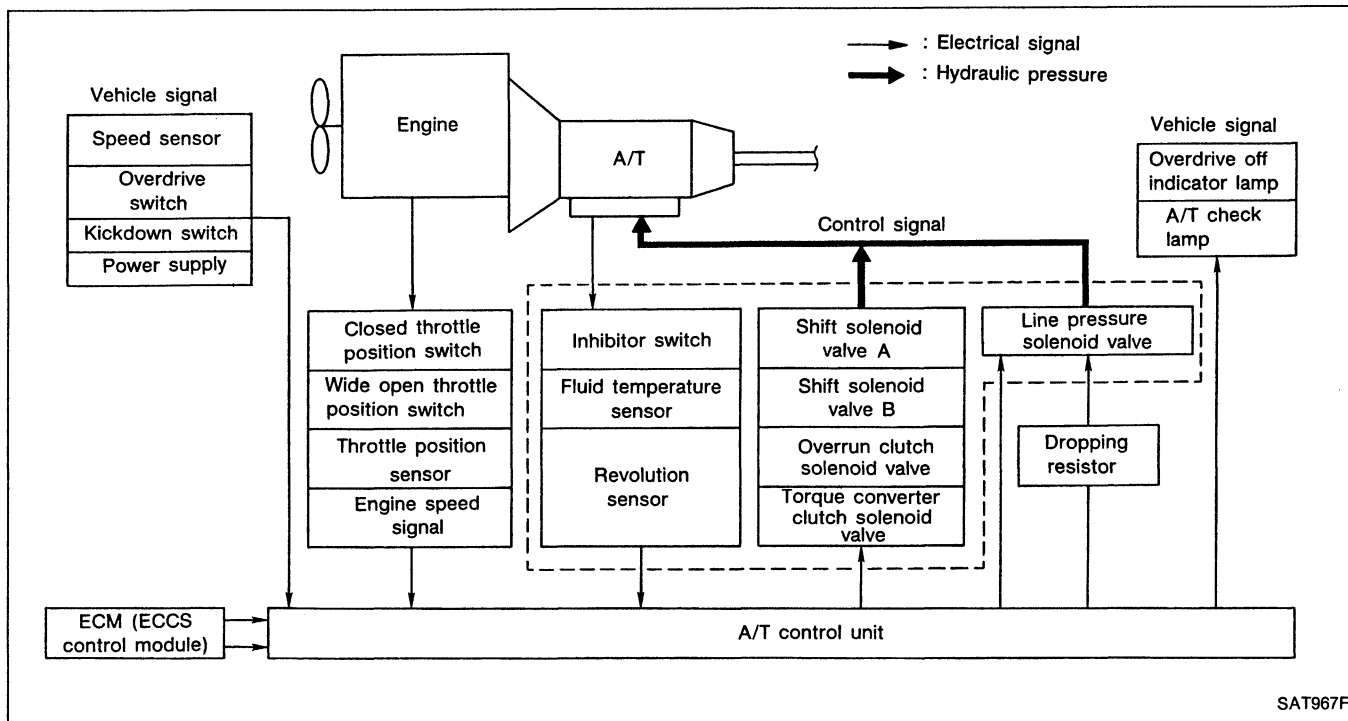 : Electrical signal
: Hydraulic pressure
Vehicle signal
Speed sensor
Overdrive
switch
Kickdown switch
Power supply
Engine
A/T
Vehicle signal
Overdrive off
indicator lamp
A/T check
lamp
Control signal
Closed throttle
position switch
Wide open throttle
position switch
Throttle position
sensor
Engine speed
signal
Inhibitor switch
Fluid temperature
sensor
Revolution
sensor
Shift solenoid
valve A
Shift solenoid
valve B
Overrun clutch
solenoid valve
Torque converter
clutch solenoid
valve
Line pressure
solenoid valve
Dropping
resistor
ECM (ECCS
control module)
A/T control unit
SAT967F